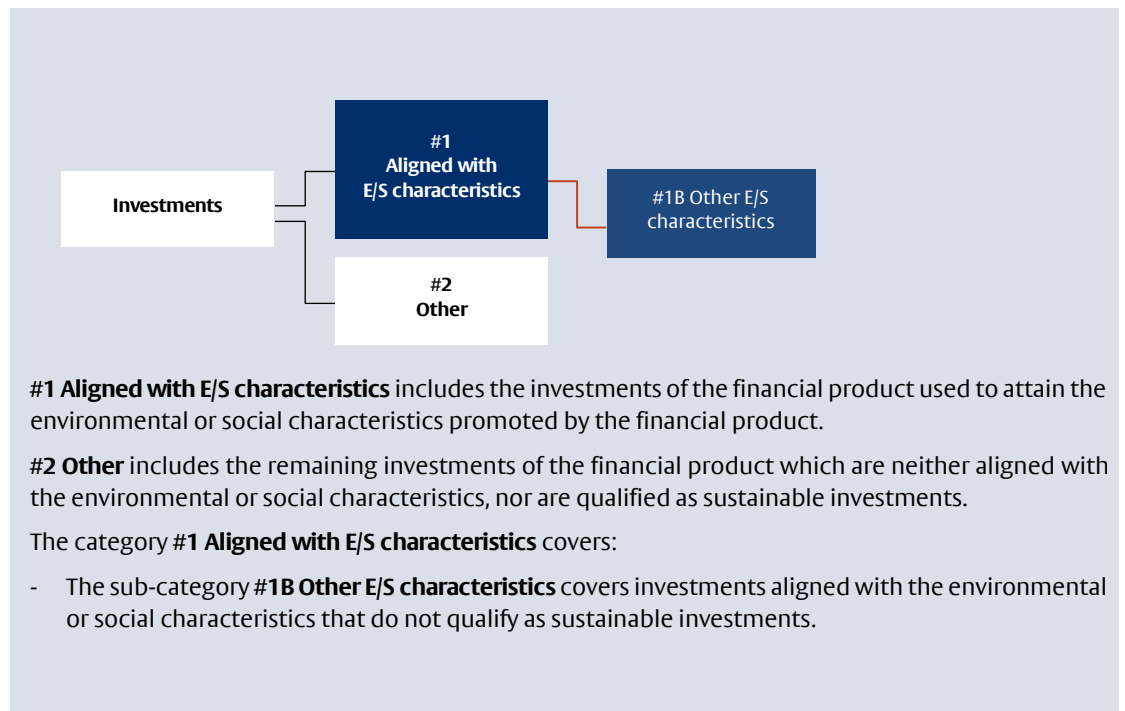 #1
Aligned with
E/S characteristics
Investments
#1B Other E/S
characteristics
#2
Other
#1 Aligned with E/S characteristics includes the investments of the financial product used to attain the
environmental or social characteristics promoted by the financial product.
#2 Other includes the remaining investments of the financial product which are neither aligned with
the environmental or social characteristics, nor are qualified as sustainable investments.
The category #1 Aligned with E/S characteristics covers:
- The sub-category #1B Other E/S characteristics covers investments aligned with the environmental
or social characteristics that do not qualify as sustainable investments.